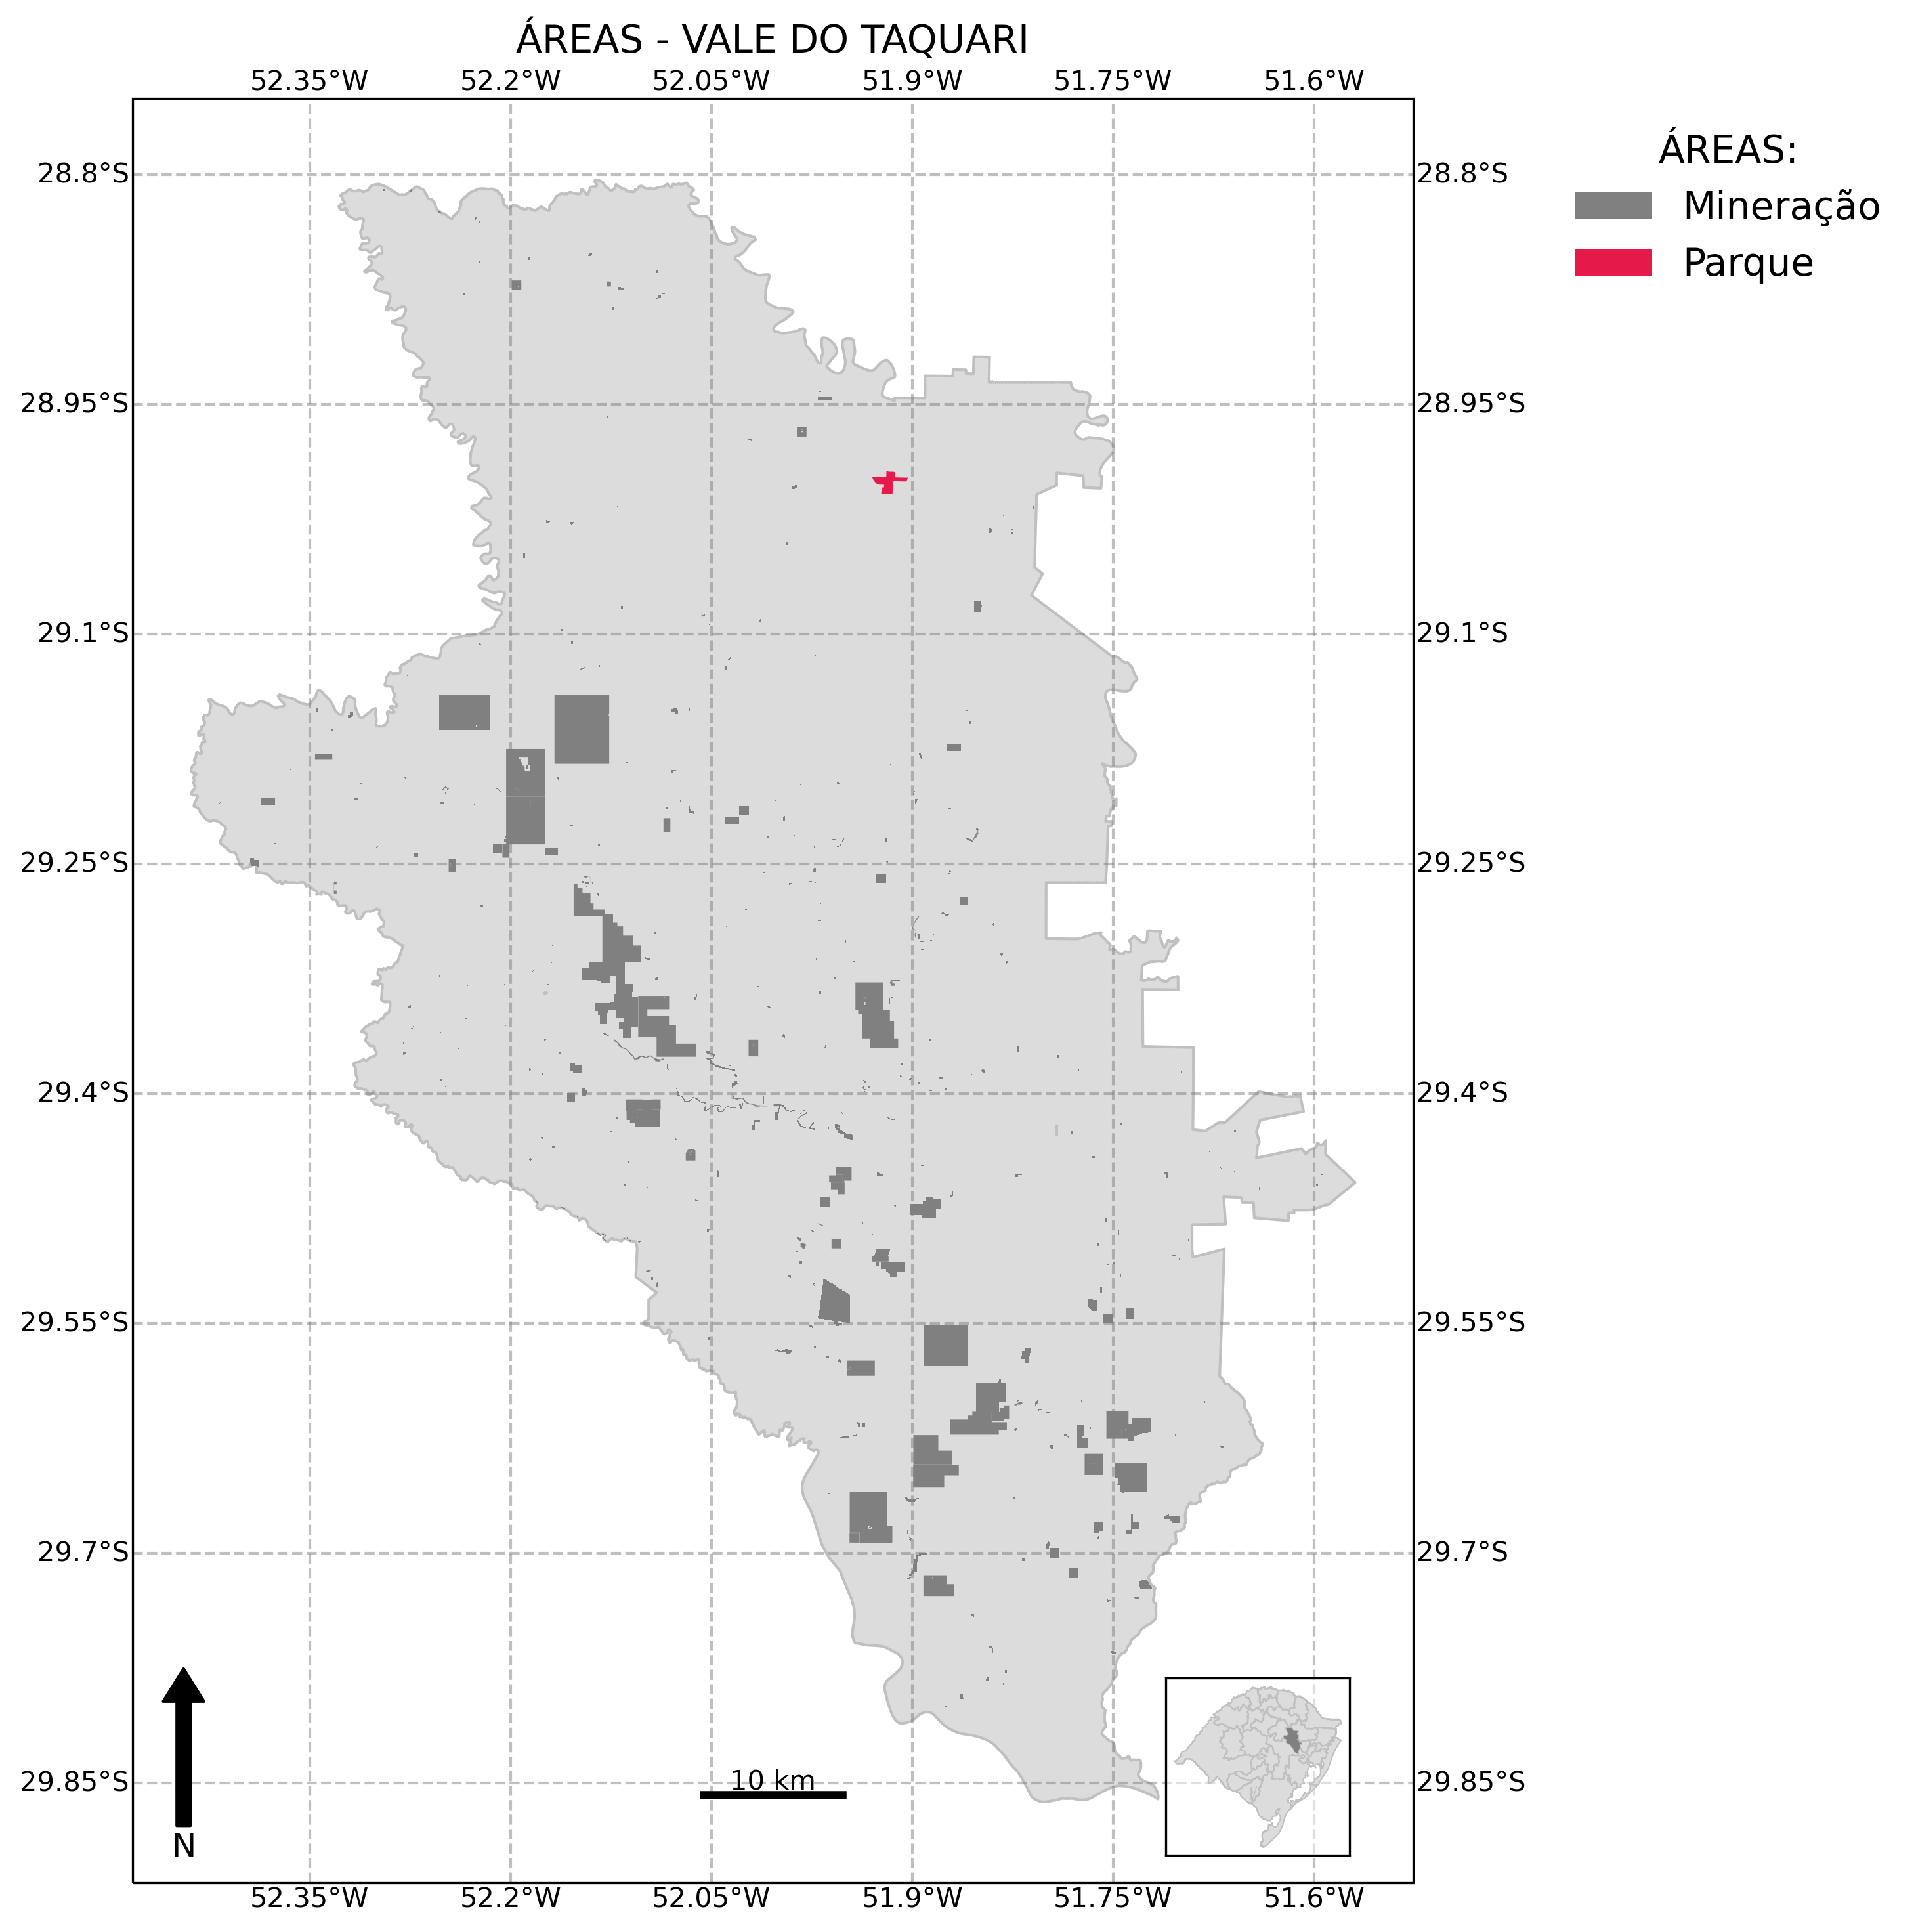 ÁREAS - VALE DO TAQUARI
52.35°W 52.2°W 52.05°W 51.9°W 51.75°W 51.6°W
ÁREAS:
Mineração
Parque
28.8°S 28.8°S
28.95°S 28.95°S
29.1°S 29.1°S
29.25°S 29.25°S
29.4°S 29.4°S
29.55°S 29.55°S
29.7°S 29.7°S
29.85°S 29.85°S
10 km
N
52.35°W 52.2°W 52.05°W 51.9°W 51.75°W 51.6°W